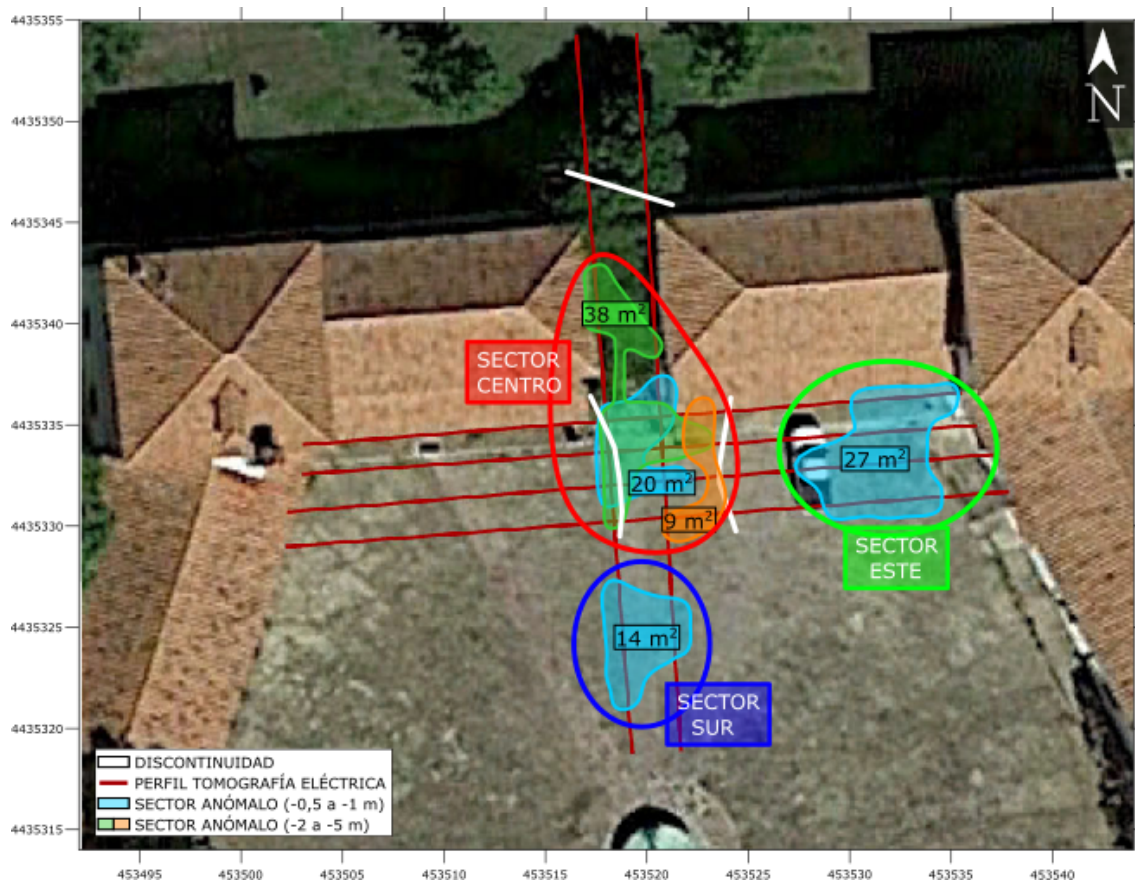 4435355
4435350
4435345
4435340
4435335
4435330
4435325
4435320
4435315
N
38 m²
SECTOR
CENTRO
20 m²
9 m²
27 m²
SECTOR
ESTE
14 m²
SECTOR
SUR
DISCONTINUIDAD
PERFIL TOMOGRAFÍA ELÉCTRICA
SECTOR ANÓMALO (-0,5 a -1 m)
SECTOR ANÓMALO (-2 a -5 m)
453495 453500 453505 453510 453515 453520 453525 453530 453535 453540